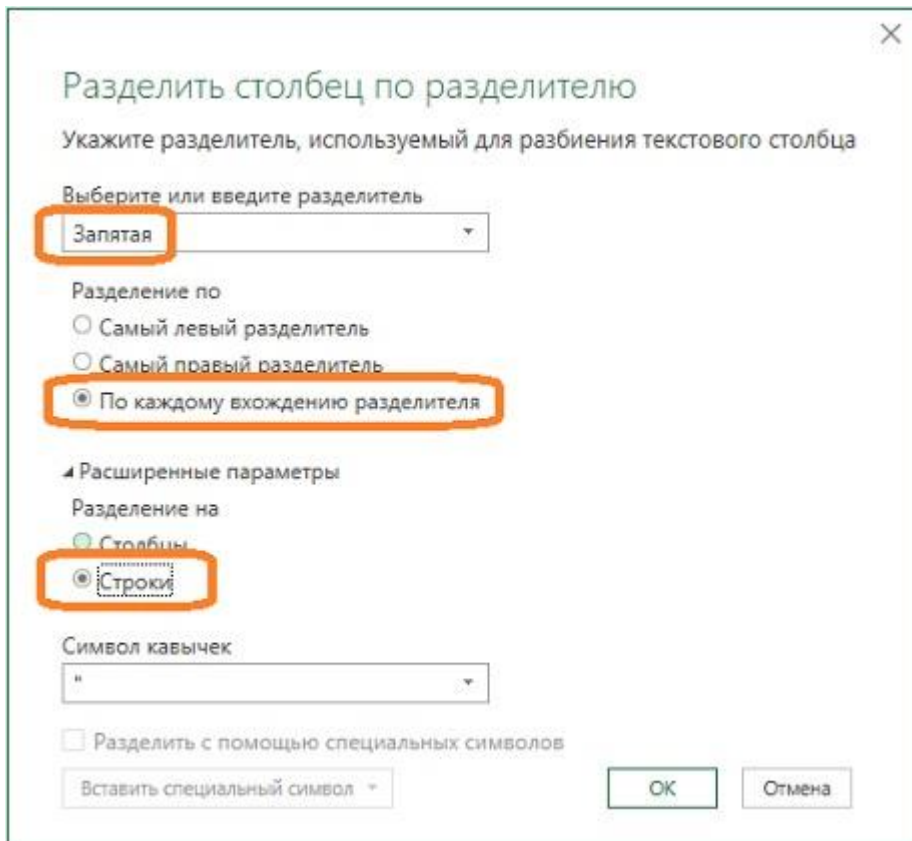 Разделить столбец по разделителю
Укажите разделитель, используемый для разбиения текстового столбца
Выберите или введите разделитель
Запятая
Разделение по
Самый левый разделитель
Самый правый разделитель
По каждому вхождению разделителя
Расширенные параметры
Разделение на
Столбцы
Строки
Символ кавычек
"
Разделить с помощью специальных символов
Вставить специальный символ
ОК
Отмена